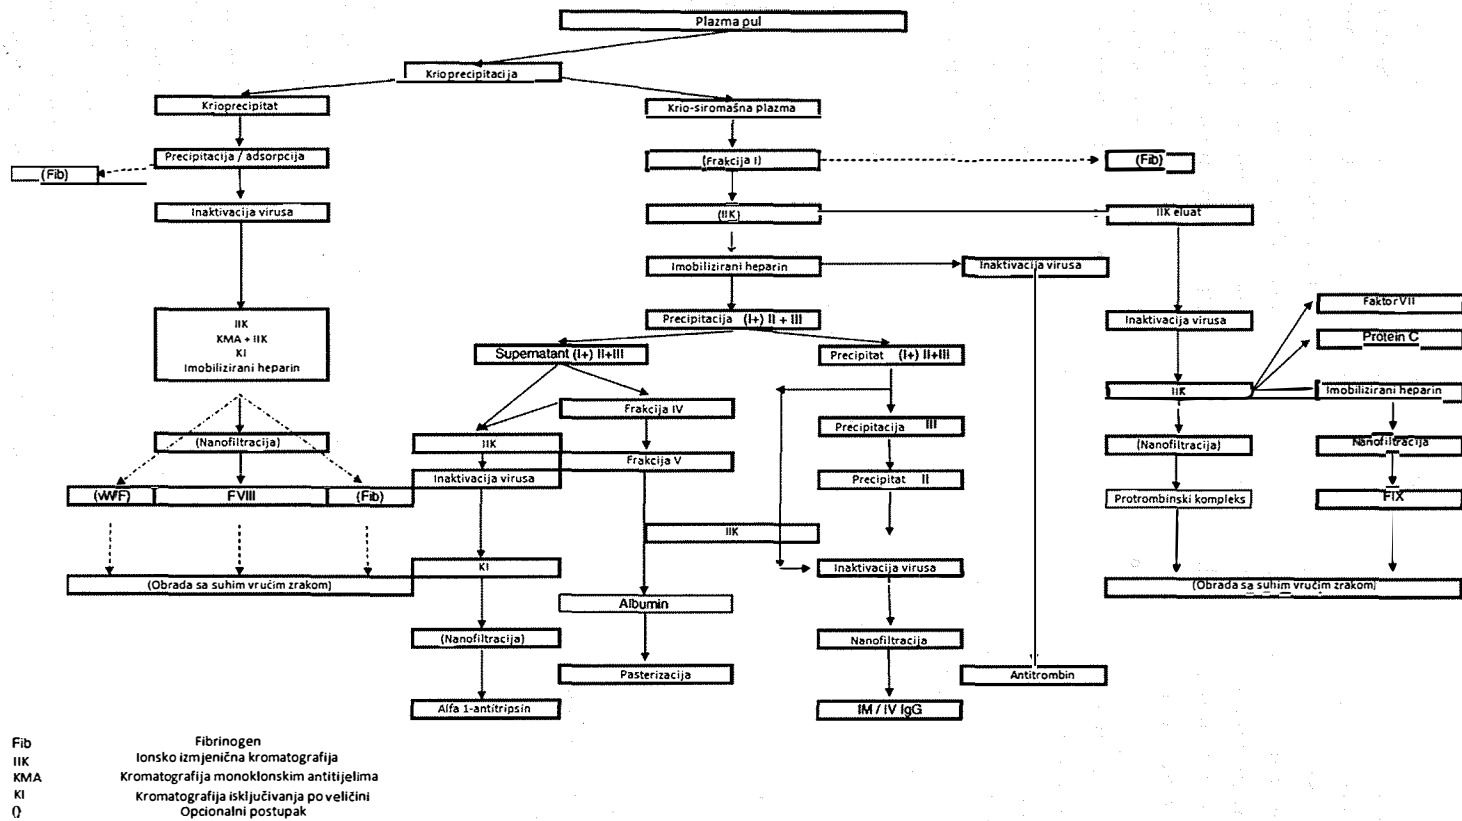 Plazma pul
Krioprecipitacija
Krioprecipitat
Krio-siromašna plazma
Precipitacija / adsorpcija
(Frakcija I)
(Fib)
(Fib)
Inaktivacija virusa
(IIK)
IIK eluat
Imobilizirani heparin
Inaktivacija virusa
Faktor VII
IIK
KMA + IIK
KI
Imobilizirani heparin
Precipitacija (I+) II + III
Inaktivacija virusa
Protein C
Supernatant (I+) II+III
Precipitat (I+) II+III
IIK
Imobilizirani heparin
Frakcija IV
Precipitacija III
(Nanofiltracija)
IIK
(Nanofiltracija)
Nanofiltracija
Frakcija V
Inaktivacija virusa
Precipitat II
(vWF)
FVIII
(Fib)
Protrombinski kompleks
FIX
IIK
KI
Inaktivacija virusa
(Obrada sa suhim vrućim zrakom)
(Obrada sa suhim vrućim zrakom)
Albumin
(Nanofiltracija)
Nanofiltracija
Pasterizacija
Antitrombin
Alfa 1-antitripsin
IM / IV IgG
Fib Fibrinogen
IIK Ionsko izmjenična kromatografija
KMA Kromatografija monoklonskim antitijelima
KI Kromatografija isključivanja po veličini
() Opcionalni postupak